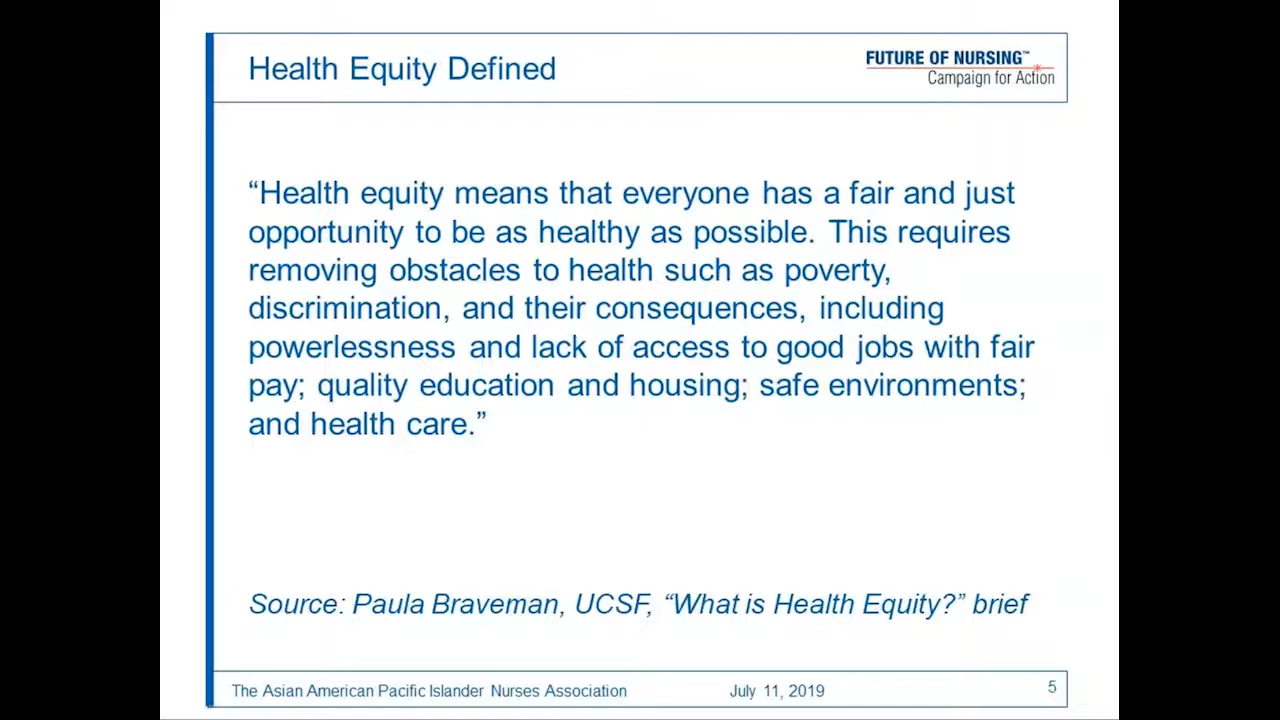 Health Equity Defined
FUTURE OF NURSING™
Campaign for Action
“Health equity means that everyone has a fair and just
opportunity to be as healthy as possible. This requires
removing obstacles to health such as poverty,
discrimination, and their consequences, including
powerlessness and lack of access to good jobs with fair
pay; quality education and housing; safe environments;
and health care.”
Source: Paula Braveman, UCSF, “What is Health Equity?” brief
The Asian American Pacific Islander Nurses Association
July 11, 2019
5